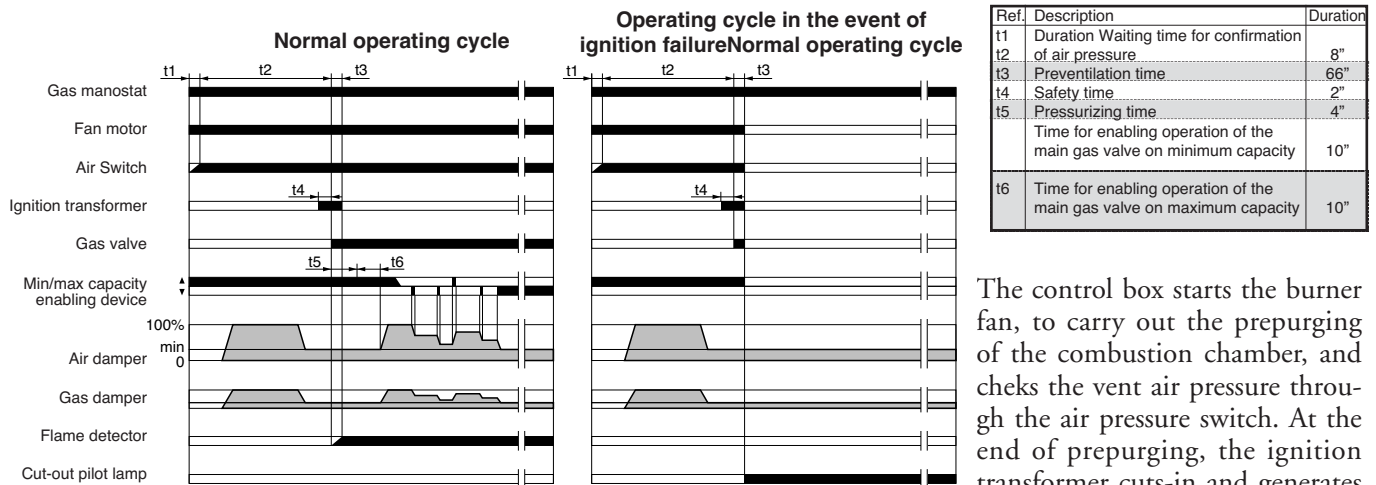 Normal operating cycle
t1 t2 t3
Gas manostat
Fan motor
Air Switch
t4
Ignition transformer
Gas valve
t5 t6
Min/max capacity
enabling device
100%
min
0
Air damper
Gas damper
Flame detector
Cut-out pilot lamp
Operating cycle in the event of
ignition failureNormal operating cycle
t1 t2 t3
t4
Ref. Description Duration
t1 Duration Waiting time for confirmation
t2 of air pressure 8”
t3 Preventilation time 66”
t4 Safety time 2”
t5 Pressurizing time 4”
Time for enabling operation of the
main gas valve on minimum capacity 10”
t6 Time for enabling operation of the
main gas valve on maximum capacity 10”
The control box starts the burner
fan, to carry out the prepurging
of the combustion chamber, and
cheks the vent air pressure throu-
gh the air pressure switch. At the
end of prepurging, the ignition
transformer cuts-in and generates